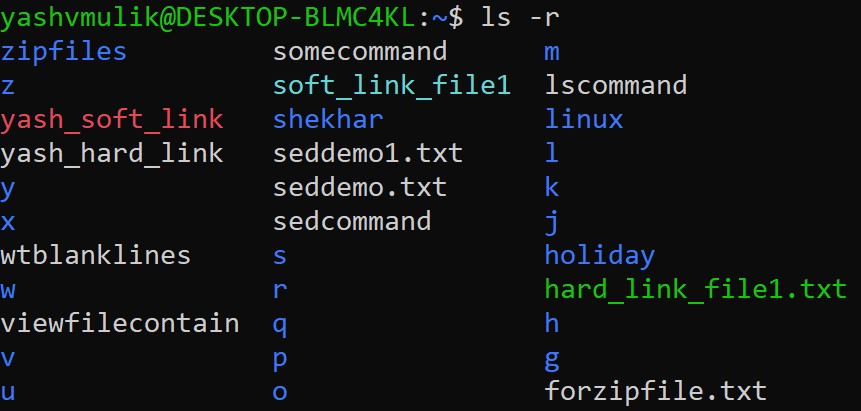 yashvmulik@DESKTOP-BLMC4KL:~$ ls -r
zipfiles somecommand m
z soft_link_file1 lscommand
yash_soft_link shekhar linux
yash_hard_link seddemo1.txt l
y seddemo.txt k
x sedcommand j
wtblanklines s holiday
w r hard_link_file1.txt
viewfilecontain q h
v p g
u o forzipfile.txt